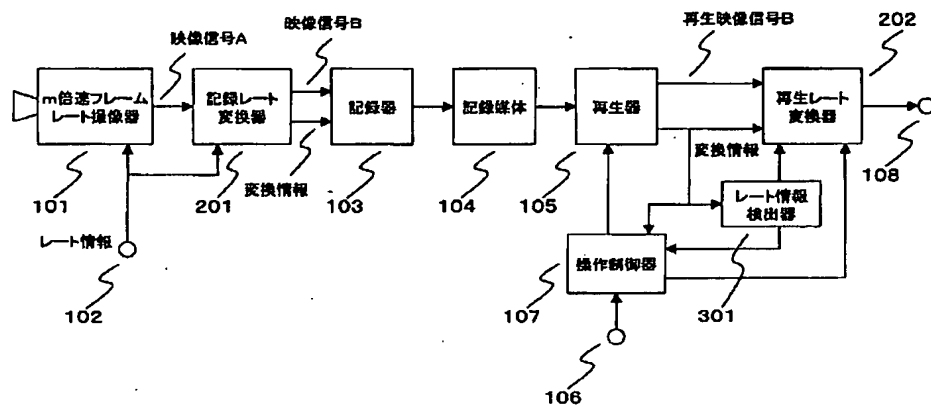 映像信号A
映像信号B
再生映像信号B
202
m倍速フレーム
レート撮像器
記録レート
変換器
記録器
記録媒体
再生器
再生レート
変換器
変換情報
変換情報
101
201
103
104
105
108
レート情報
検出器
レート情報
操作制御器
102
107
301
106